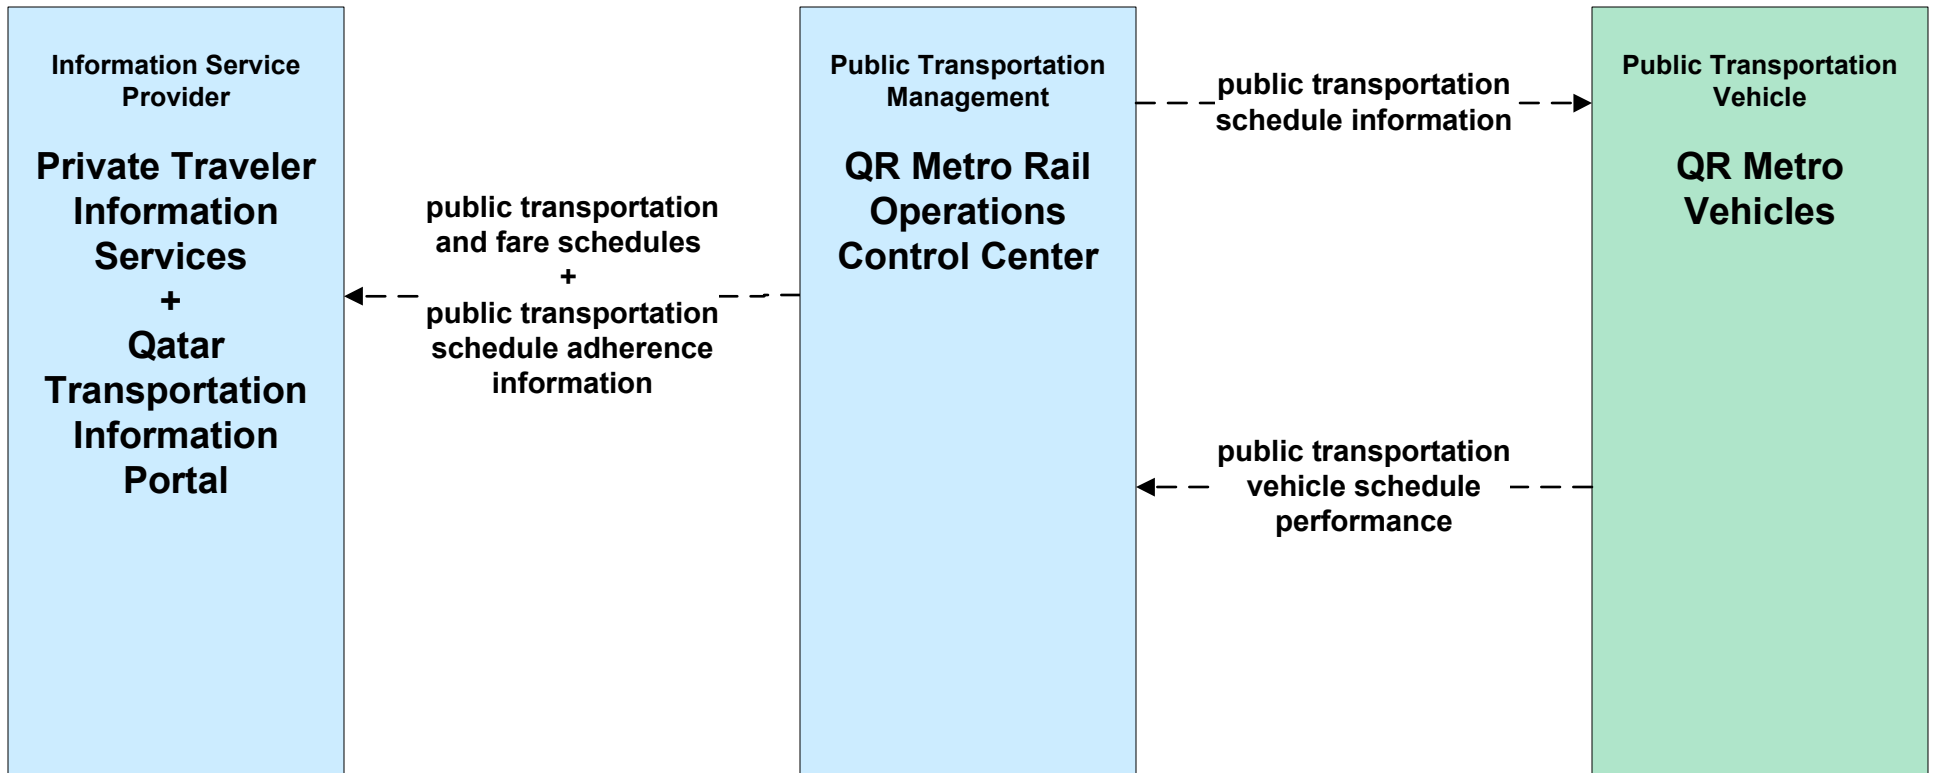 Information Service
Provider
Private Traveler
Information
Services
+
Qatar
Transportation
Information
Portal
public transportation
and fare schedules
+
public transportation
schedule adherence
information
Public Transportation
Management
QR Metro Rail
Operations
Control Center
public transportation
schedule information
public transportation
vehicle schedule
performance
Public Transportation
Vehicle
QR Metro
Vehicles